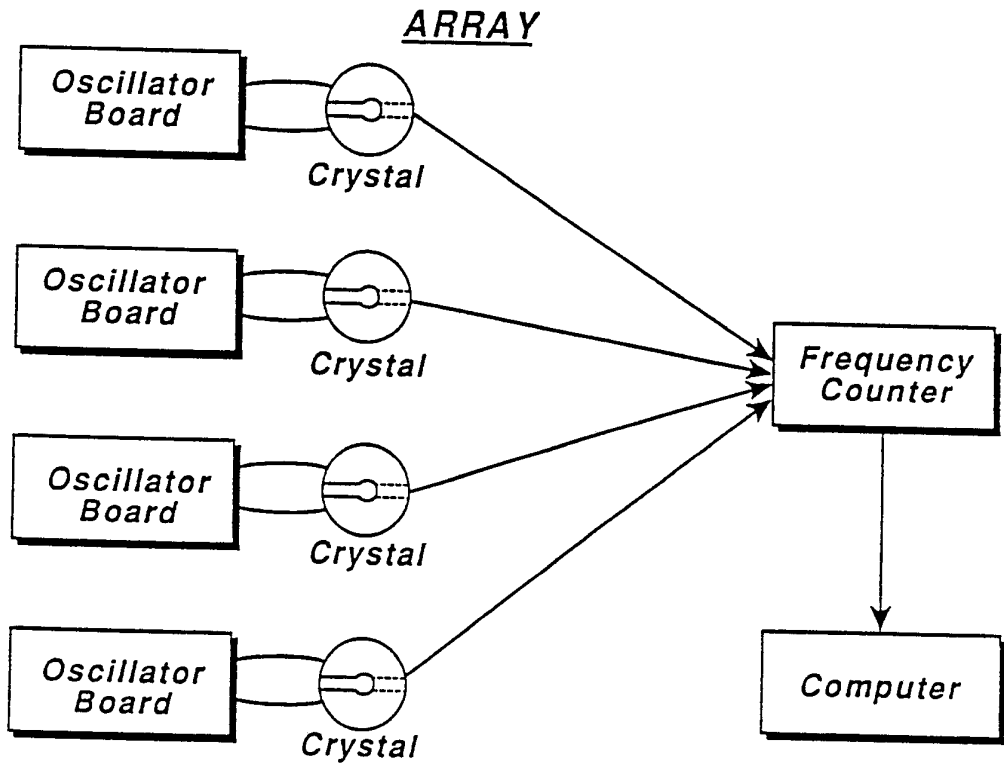 ARRAY
Oscillator
Board
Crystal
Oscillator
Board
Crystal
Frequency
Counter
Oscillator
Board
Crystal
Oscillator
Board
Crystal
Computer